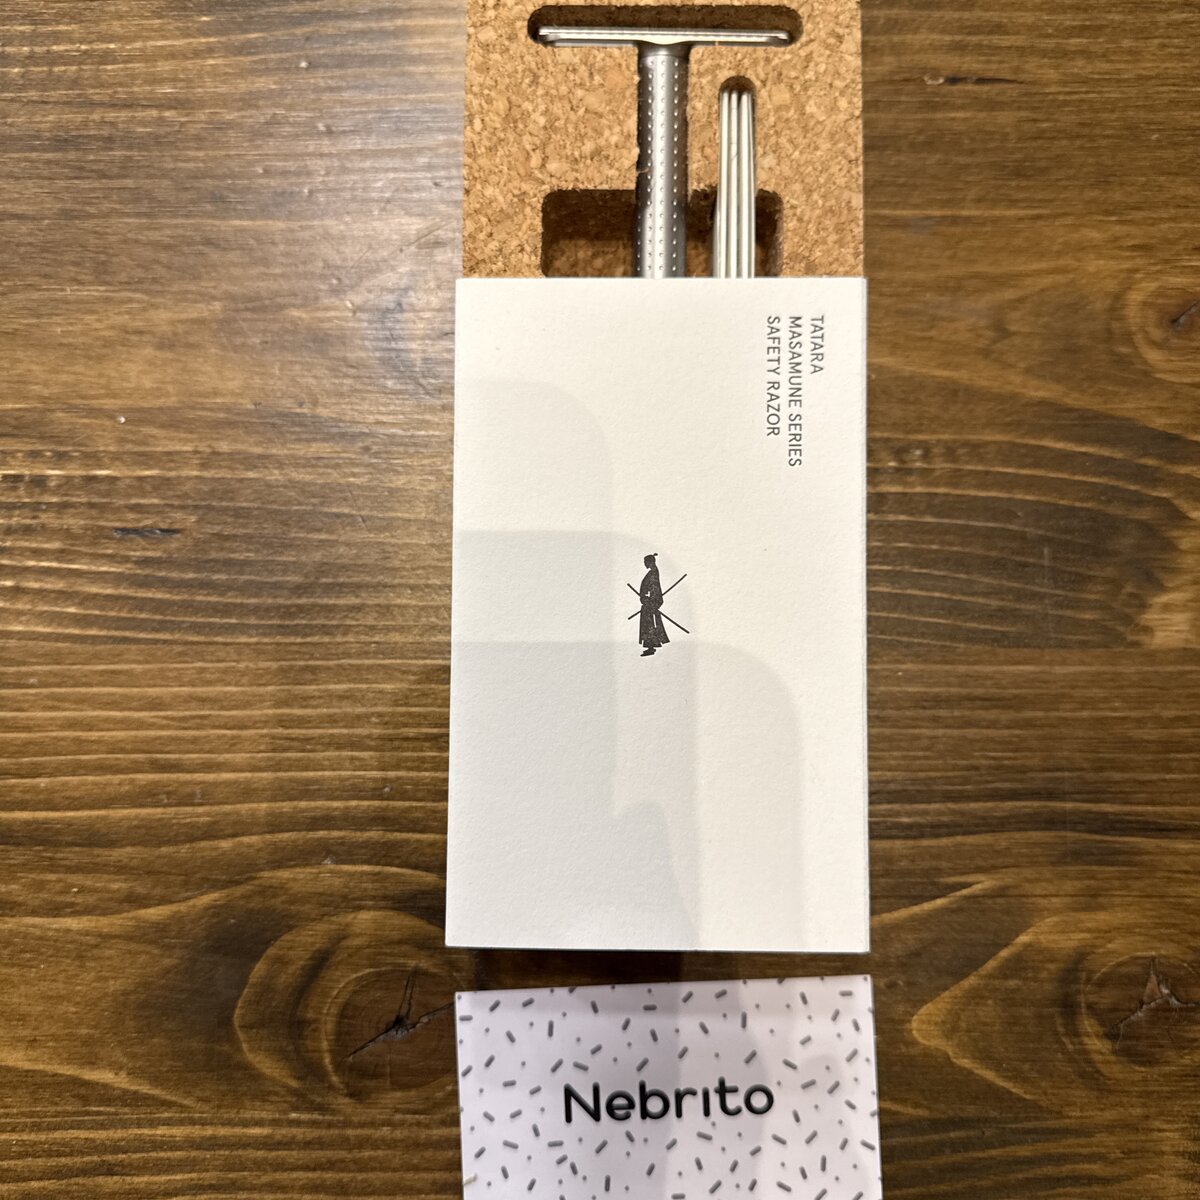 TATARA
MASAMUNE SERIES
SAFETY RAZOR
Nebrito